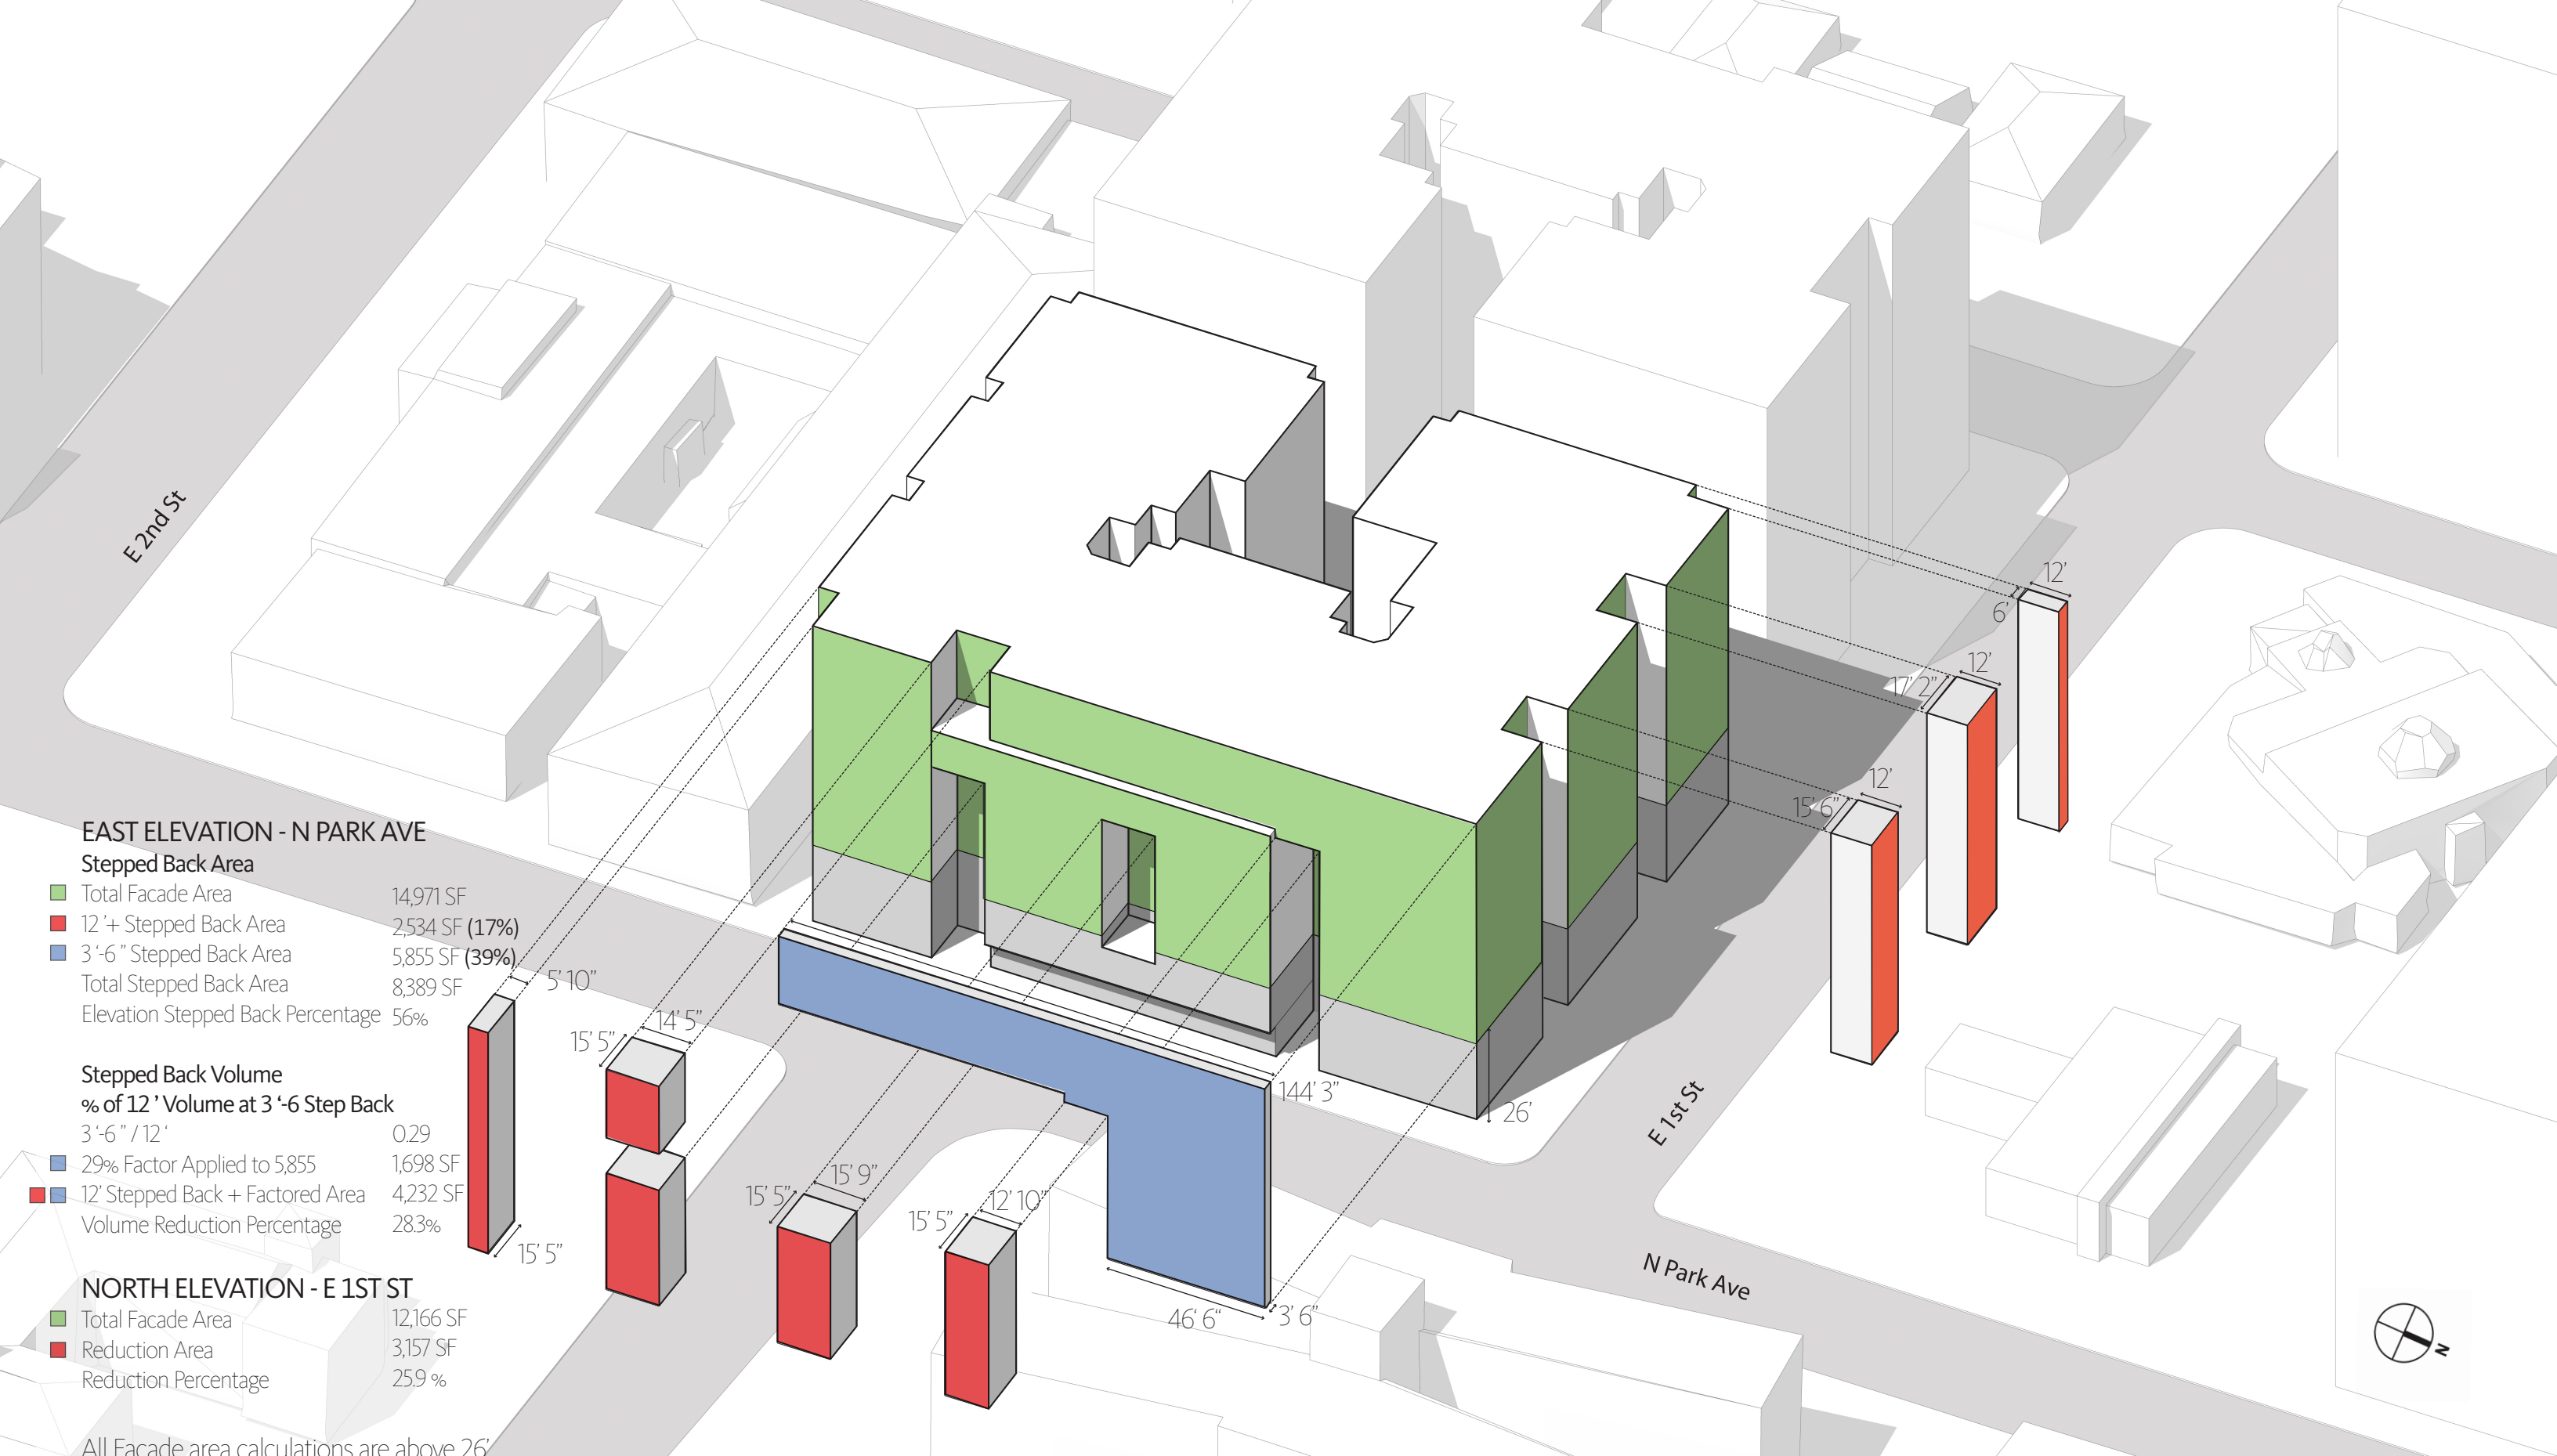 E 2nd St
12'
6'
12'
17' 2"
12'
15' 6"
EAST ELEVATION - N PARK AVE
Stepped Back Area
Total Facade Area 14,971 SF
12 '+ Stepped Back Area 2,534 SF (17%)
3 '-6 " Stepped Back Area 5,855 SF (39%)
Total Stepped Back Area 8,389 SF
Elevation Stepped Back Percentage 56%
Stepped Back Volume
% of 12 ' Volume at 3 '-6 Step Back
3 '-6 " / 12 ' 0.29
29% Factor Applied to 5,855 1,698 SF
12' Stepped Back + Factored Area 4,232 SF
Volume Reduction Percentage 28.3%
NORTH ELEVATION - E 1ST ST
Total Facade Area 12,166 SF
Reduction Area 3,157 SF
Reduction Percentage 25.9 %
All Facade area calculations are above 26'
5' 10"
15' 5"
14' 5"
15' 5"
15' 9"
15' 5"
12' 10"
15' 5"
144' 3"
26'
46' 6"
3' 6"
E 1st St
N Park Ave
N